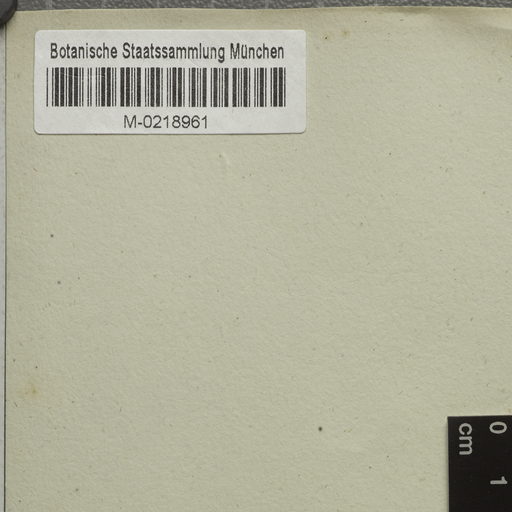 Botanische Staatssammlung München
M-0218961
0 1
cm